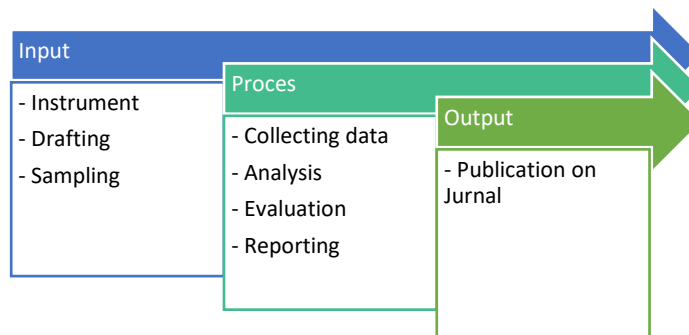 Input
- Instrument
- Drafting
- Sampling
Proces
- Collecting data
- Analysis
- Evaluation
- Reporting
Output
- Publication on
Jurnal